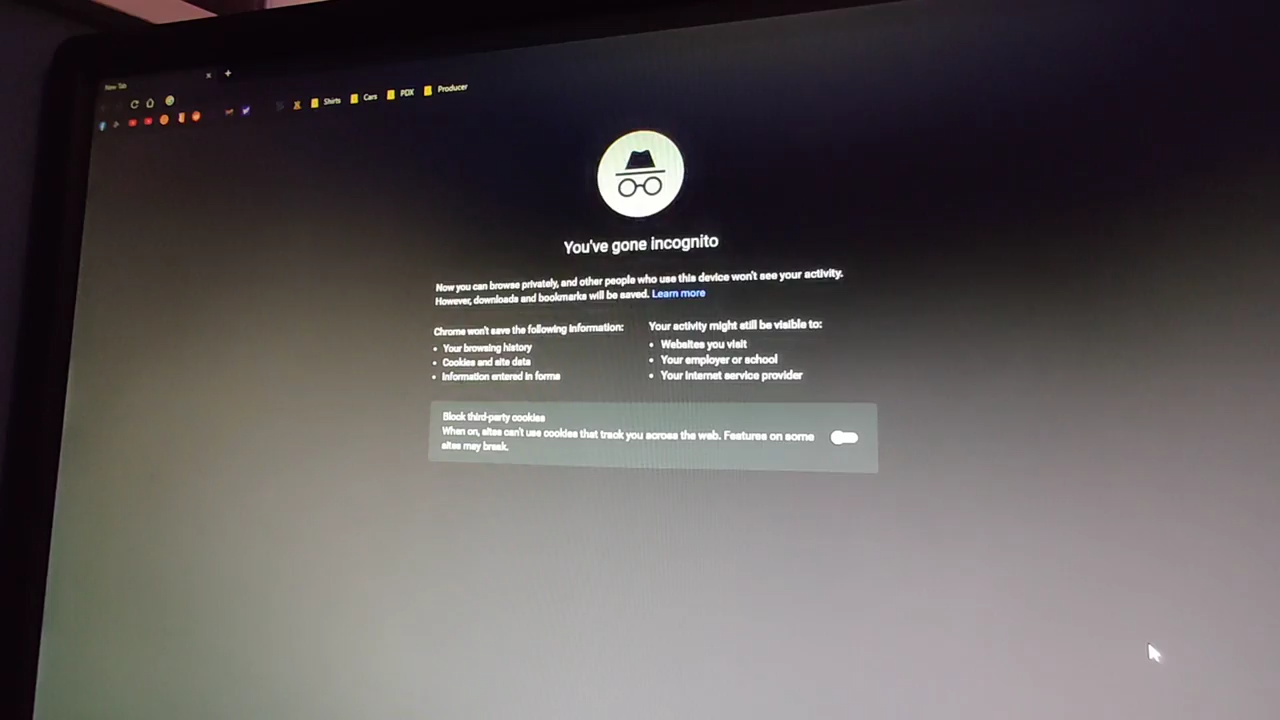 New Tab
Shirts Cars PDX Producer
You've gone incognito
Now you can browse privately, and other people who use this device won't see your activity.
However, downloads and bookmarks will be saved. Learn more
Chrome won't save the following information:
• Your browsing history
• Cookies and site data
• Information entered in forms
Your activity might still be visible to:
• Websites you visit
• Your employer or school
• Your internet service provider
Block third-party cookies
When on, sites can't use cookies that track you across the web. Features on some
sites may break.